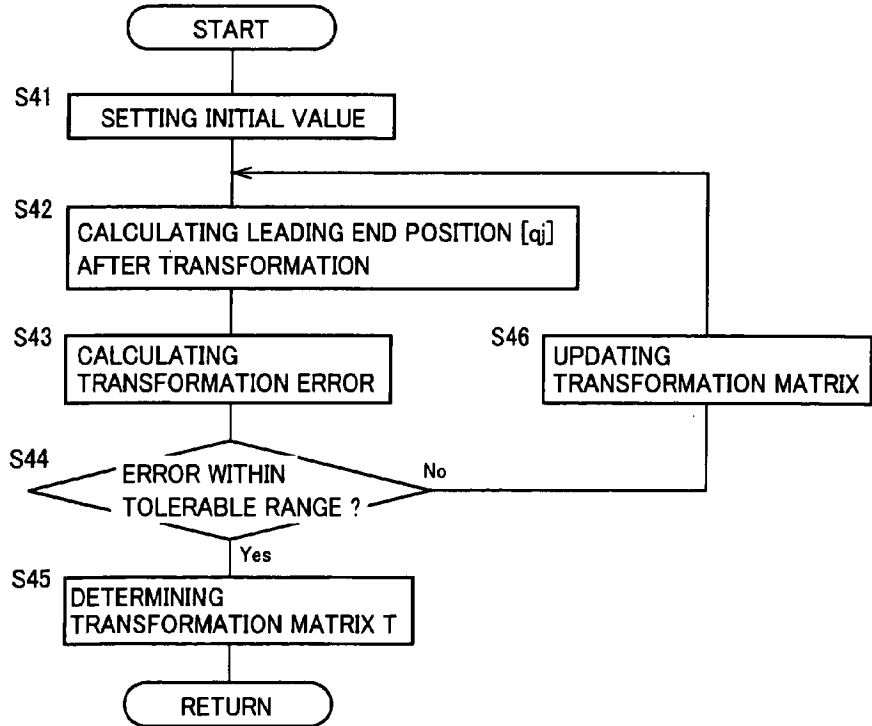 START
S41
SETTING INITIAL VALUE
S42
CALCULATING LEADING END POSITION [qj]
AFTER TRANSFORMATION
S43
CALCULATING
TRANSFORMATION ERROR
S46
UPDATING
TRANSFORMATION MATRIX
S44
ERROR WITHIN
TOLERABLE RANGE ?
No
Yes
S45
DETERMINING
TRANSFORMATION MATRIX T
RETURN